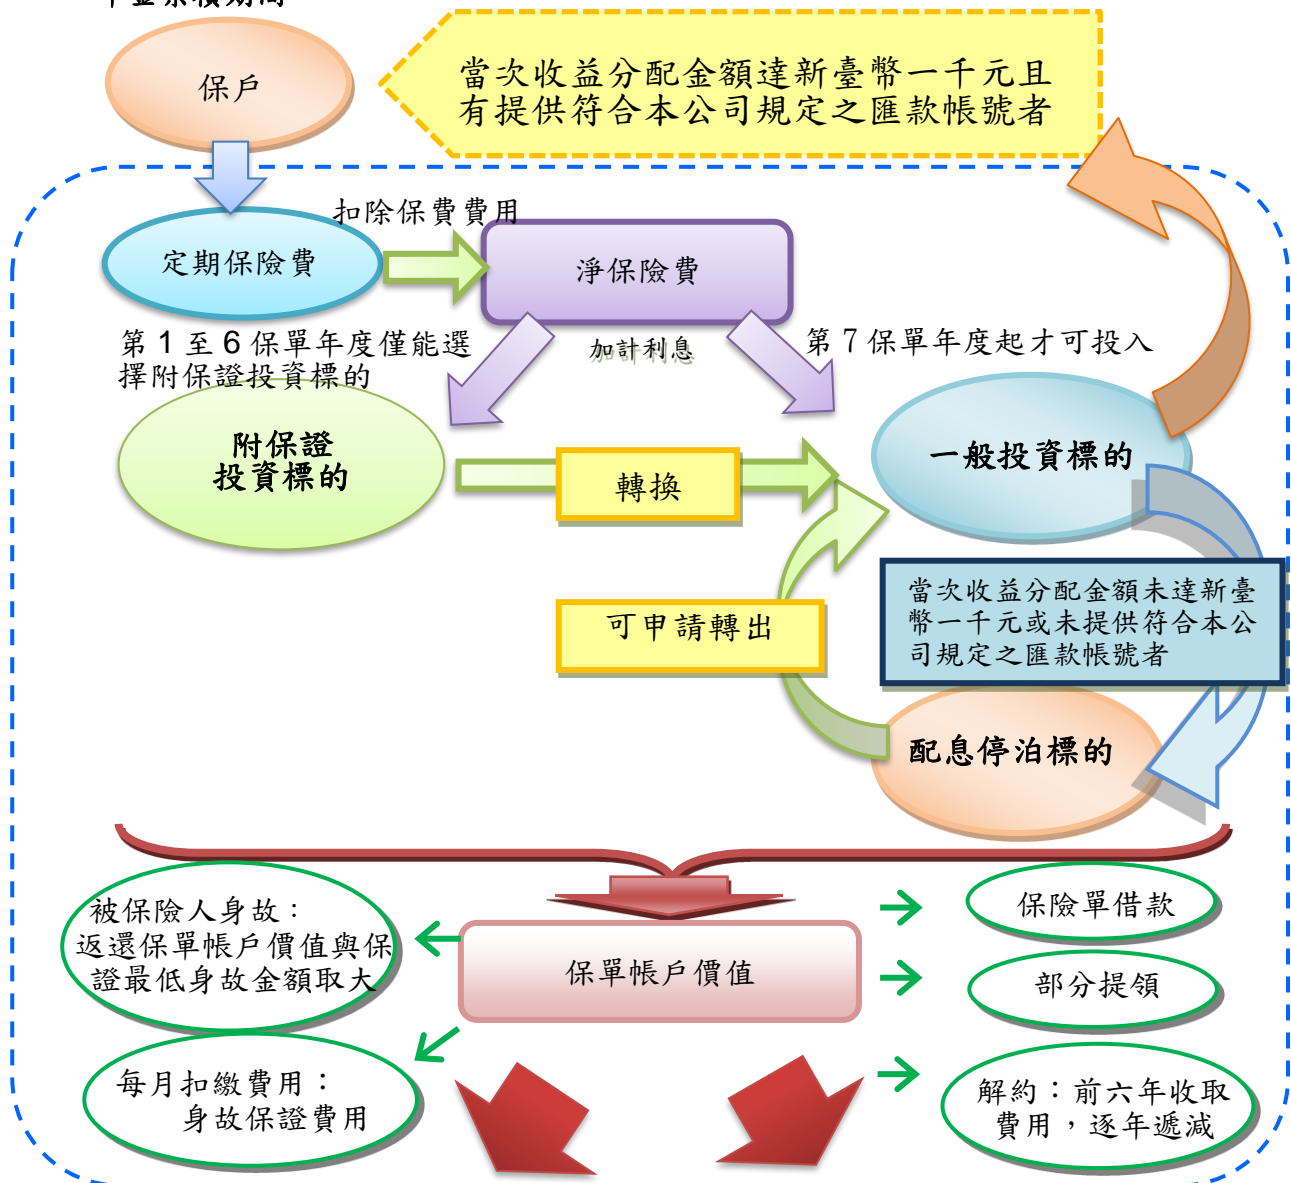 年金累積期間
保戶
當次收益分配金額達新臺幣一千元且
有提供符合本公司規定之匯款帳號者
扣除保費費用
定期保險費
淨保險費
第 1 至 6 保單年度僅能選
擇附保證投資標的
加計利息
第 7 保單年度起才可投入
附保證
投資標的
一般投資標的
轉換
當次收益分配金額未達新臺
幣一千元或未提供符合本公
司規定之匯款帳號者
可申請轉出
配息停泊標的
被保險人身故：
返還保單帳戶價值與保
證最低身故金額取大
保單帳戶價值
保險單借款
部分提領
每月扣繳費用：
身故保證費用
解約：前六年收取
費用，逐年遞減